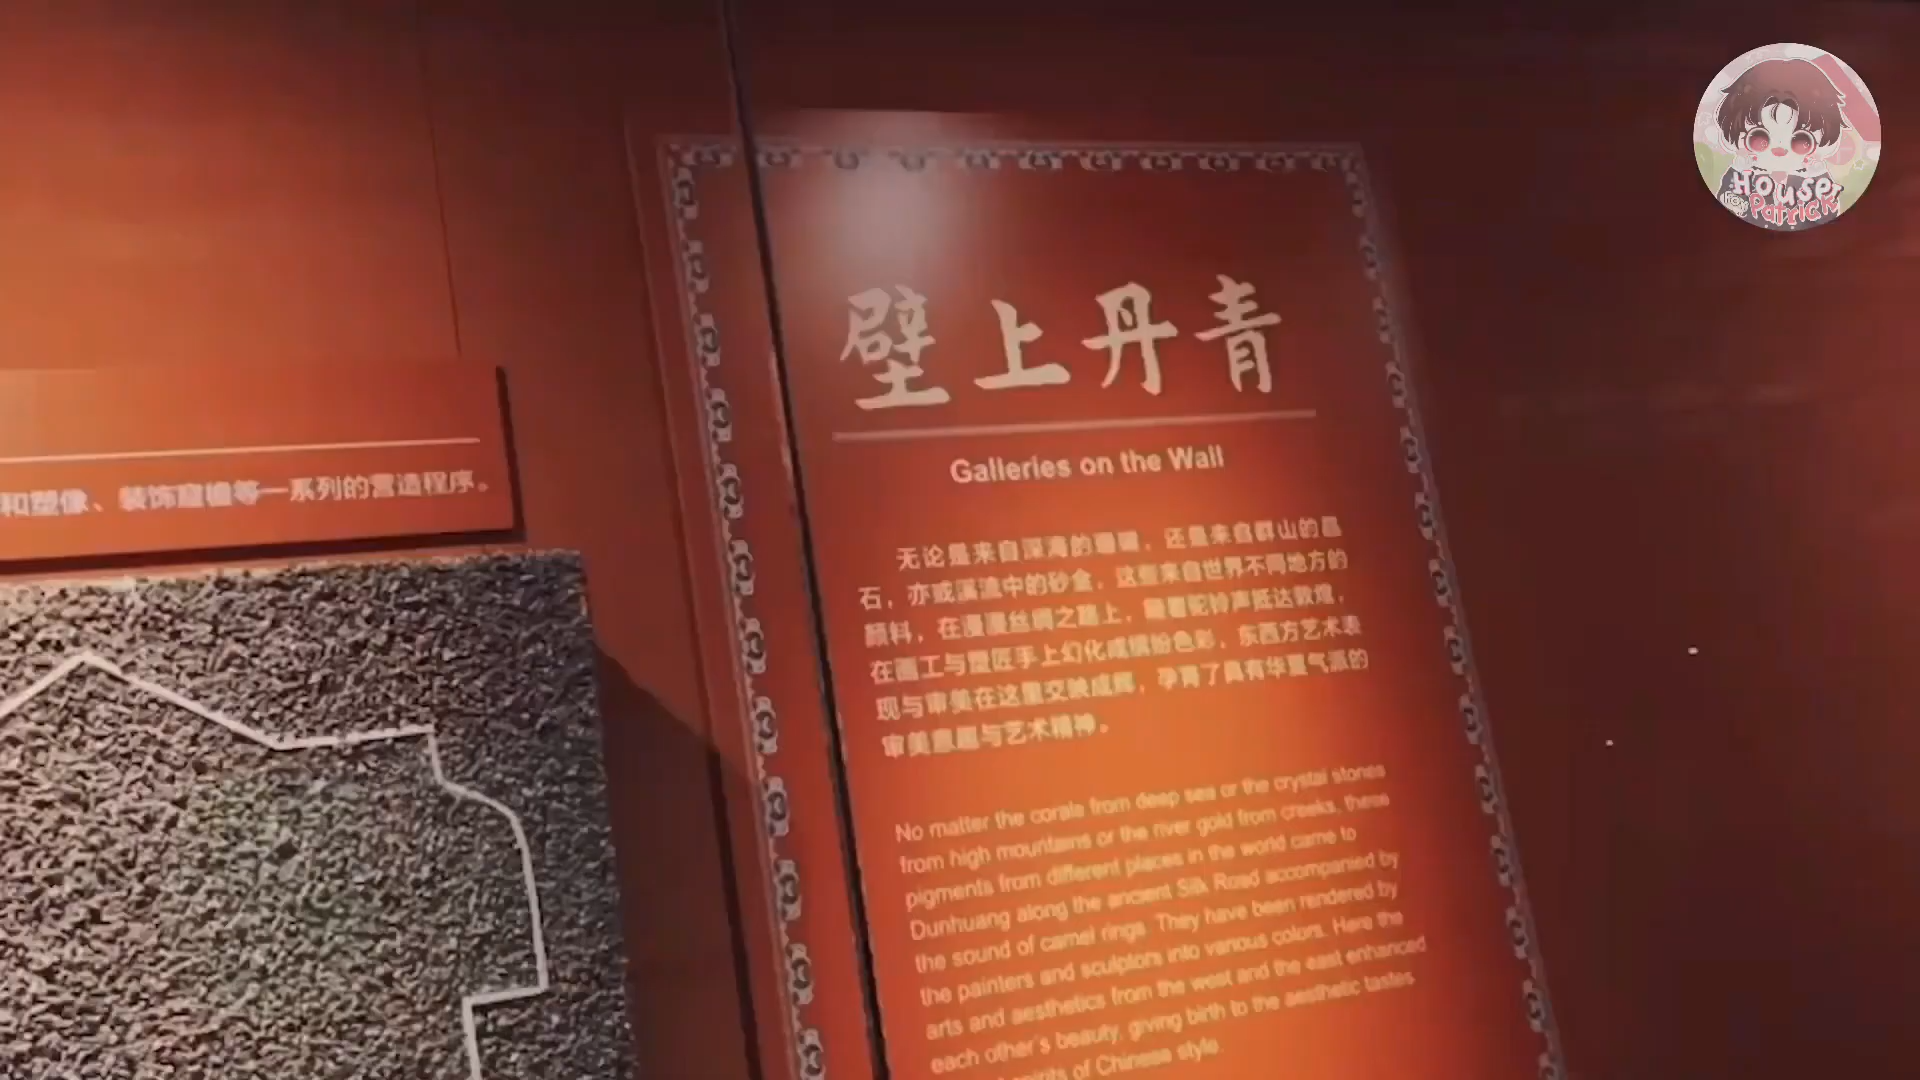 和塑像、装饰窟檐等一系列的营造程序。
壁上丹青
Galleries on the Wall
无论是来自深海的珊瑚，还是来自群山的晶
石，亦或溪流中的砂金，这些来自世界不同地方的
颜料，在漫漫丝绸之路上，随着驼铃声抵达敦煌，
在画工与塑匠手上幻化成缤纷色彩，东西方艺术表
现与审美在这里交映成辉，孕育了具有华夏气派的
审美意趣与艺术精神。
No matter the corals from deep sea or the crystal stones
from high mountains or the river gold from creeks, these
pigments from different places in the world came to
Dunhuang along the ancient Silk Road accompanied by
the sound of camel rings. They have been rendered by
the painters and sculptors into various colors. Here the
arts and aesthetics from the west and the east enhanced
each other's beauty, giving birth to the aesthetic tastes
spirits of Chinese style.
HOUSE
Patrick